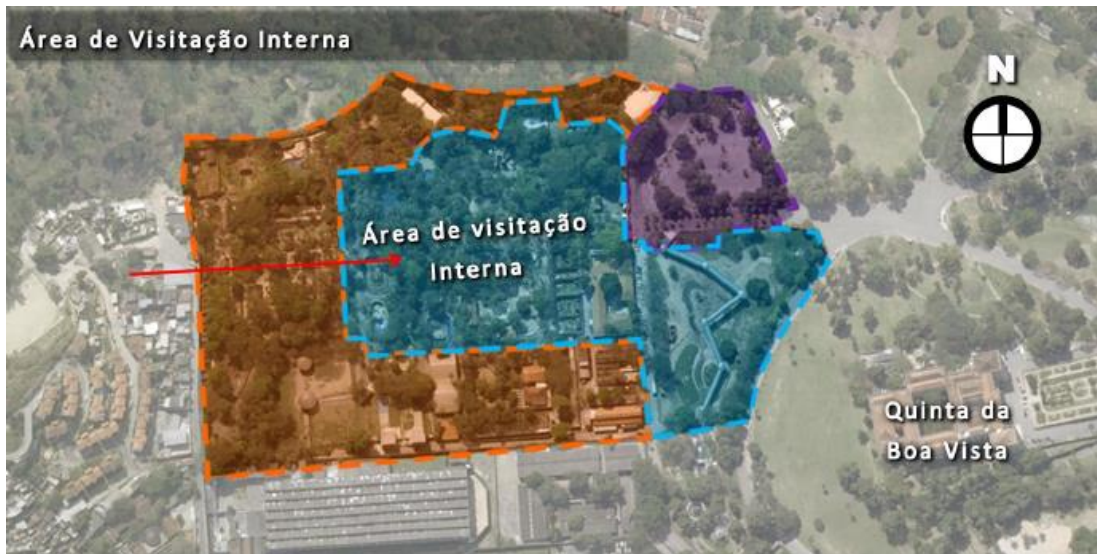 Área de Visitação Interna
N
Área de visitação
Interna
Quinta da
Boa Vista